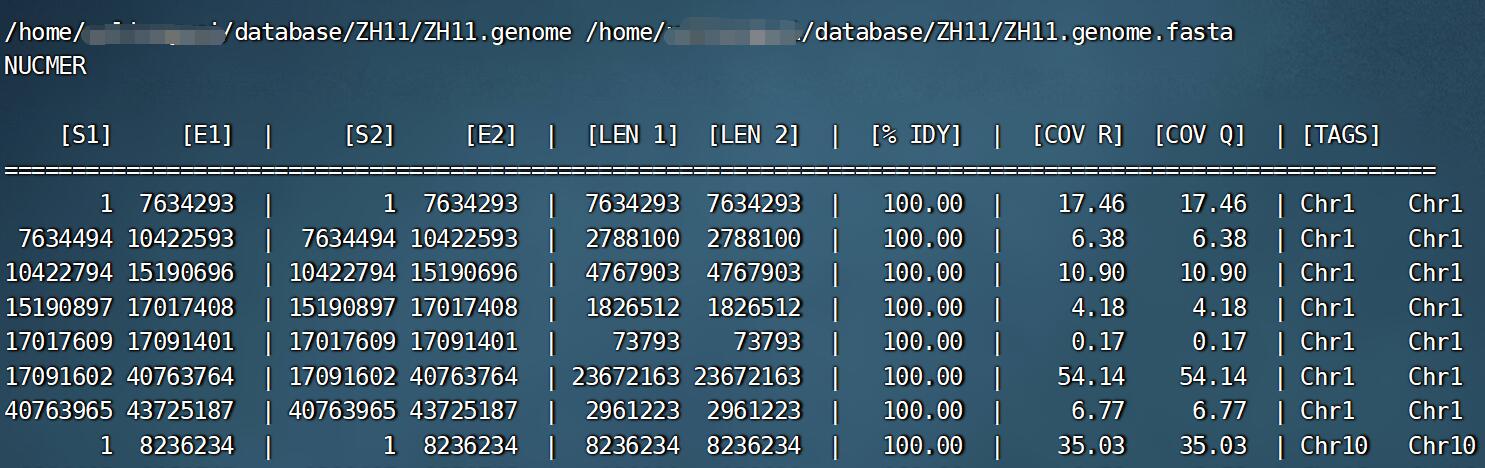 /home/ /database/ZH11/ZH11.genome /home/ /database/ZH11/ZH11.genome.fasta
NUCMER
[S1] [E1] | [S2] [E2] | [LEN 1] [LEN 2] | [% IDY] | [COV R] [COV Q] | [TAGS]
==========================================================================================================
1 7634293 | 1 7634293 | 7634293 7634293 | 100.00 | 17.46 17.46 | Chr1 Chr1
7634494 10422593 | 7634494 10422593 | 2788100 2788100 | 100.00 | 6.38 6.38 | Chr1 Chr1
10422794 15190696 | 10422794 15190696 | 4767903 4767903 | 100.00 | 10.90 10.90 | Chr1 Chr1
15190897 17017408 | 15190897 17017408 | 1826512 1826512 | 100.00 | 4.18 4.18 | Chr1 Chr1
17017609 17091401 | 17017609 17091401 | 73793 73793 | 100.00 | 0.17 0.17 | Chr1 Chr1
17091602 40763764 | 17091602 40763764 | 23672163 23672163 | 100.00 | 54.14 54.14 | Chr1 Chr1
40763965 43725187 | 40763965 43725187 | 2961223 2961223 | 100.00 | 6.77 6.77 | Chr1 Chr1
1 8236234 | 1 8236234 | 8236234 8236234 | 100.00 | 35.03 35.03 | Chr10 Chr10